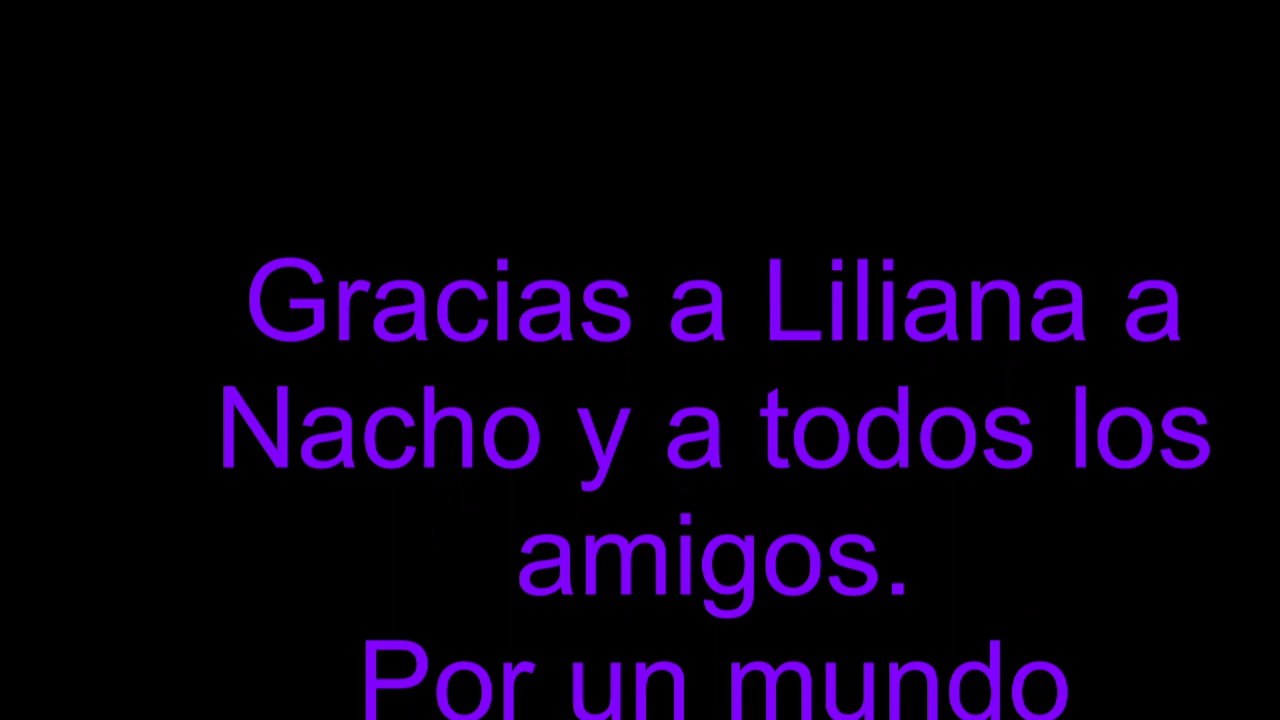 Gracias a Liliana a
Nacho y a todos los
amigos.
Por un mundo